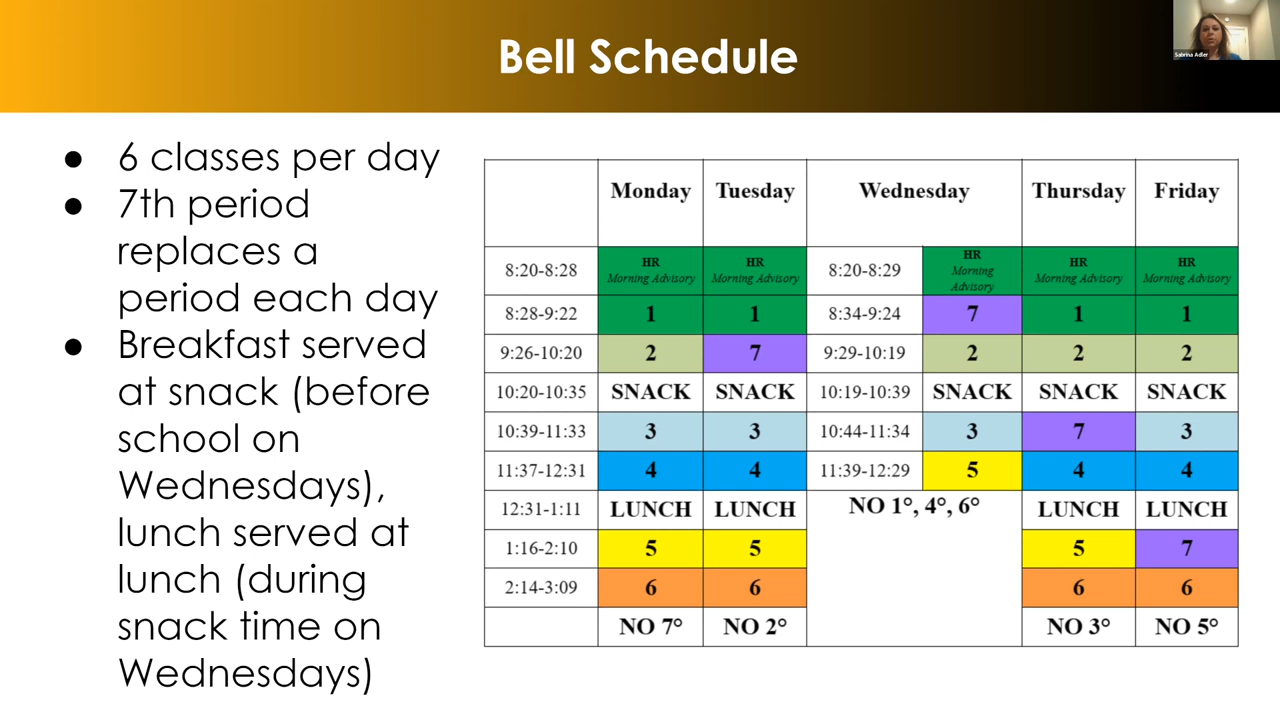 Bell Schedule
Sabrina Adler
● 6 classes per day
● 7th period
replaces a
period each day
● Breakfast served
at snack (before
school on
Wednesdays),
lunch served at
lunch (during
snack time on
Wednesdays)
Monday Tuesday Wednesday Thursday Friday
8:20-8:28 HR Morning Advisory HR Morning Advisory 8:20-8:29 HR Morning Advisory HR Morning Advisory HR Morning Advisory
8:28-9:22 1 1 8:34-9:24 7 1 1
9:26-10:20 2 7 9:29-10:19 2 2 2
10:20-10:35 SNACK SNACK 10:19-10:39 SNACK SNACK SNACK
10:39-11:33 3 3 10:44-11:34 3 7 3
11:37-12:31 4 4 11:39-12:29 5 4 4
12:31-1:11 LUNCH LUNCH NO 1°, 4°, 6° LUNCH LUNCH
1:16-2:10 5 5 5 7
2:14-3:09 6 6 6 6
NO 7° NO 2° NO 3° NO 5°